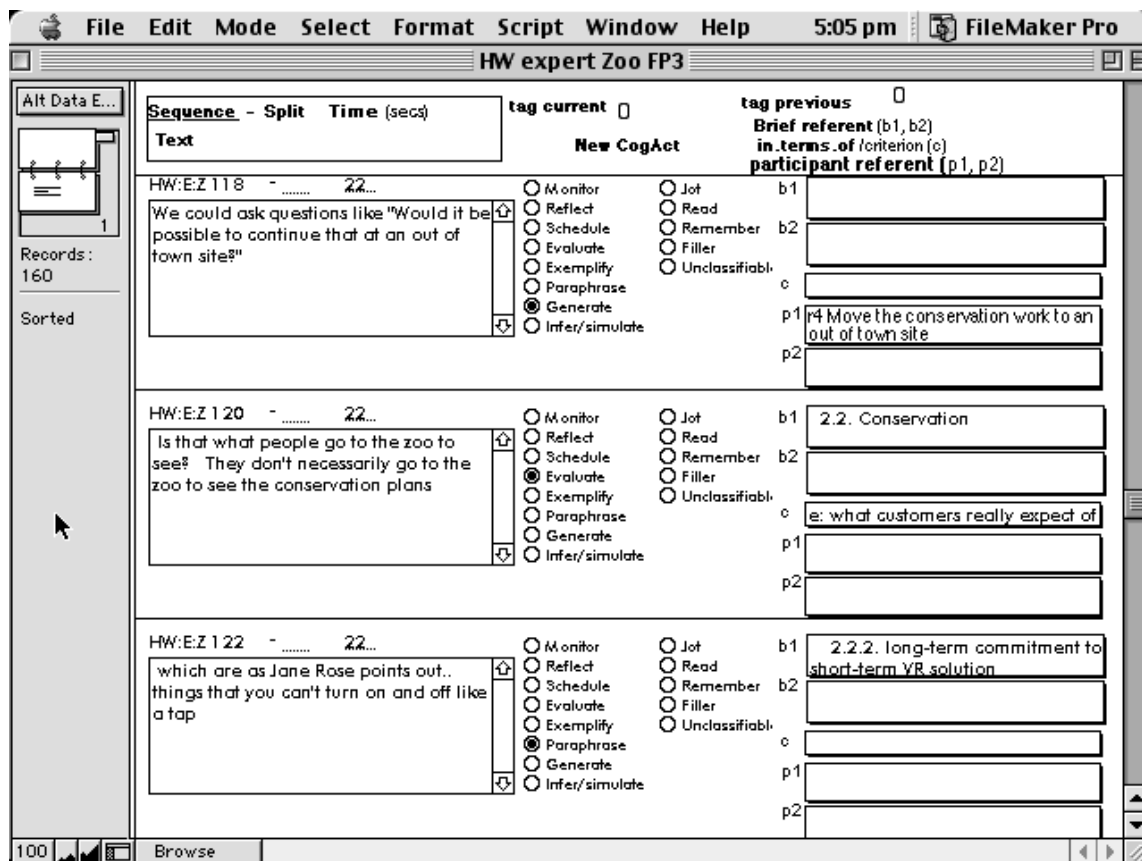 File Edit Mode Select Format Script Window Help 5:05 pm FileMaker Pro
HW expert Zoo FP3
Alt Data E...
1
Records:
160
Sorted
Sequence - Split Time (secs)
Text
tag current
New CogAct
tag previous
Brief referent (b1, b2)
in.terms.of /criterion (c)
participant referent (p1, p2)
HW:E:Z 118 - ....... 22...
We could ask questions like "Would it be
possible to continue that at an out of
town site?"
Monitor
Reflect
Schedule
Evaluate
Exemplify
Paraphrase
Generate
Infer/simulate
Jot
Read
Remember
Filler
Unclassifiabl
b1
b2
c
p1 r4 Move the conservation work to an
out of town site
p2
HW:E:Z 120 - ....... 22...
Is that what people go to the zoo to
see? They don't necessarily go to the
zoo to see the conservation plans
Monitor
Reflect
Schedule
Evaluate
Exemplify
Paraphrase
Generate
Infer/simulate
Jot
Read
Remember
Filler
Unclassifiabl
b1 2.2. Conservation
b2
c e: what customers really expect of
p1
p2
HW:E:Z 122 - ....... 22...
which are as Jane Rose points out..
things that you can't turn on and off like
a tap
Monitor
Reflect
Schedule
Evaluate
Exemplify
Paraphrase
Generate
Infer/simulate
Jot
Read
Remember
Filler
Unclassifiabl
b1 2.2.2. long-term commitment to
short-term VR solution
b2
c
p1
p2
100 Browse